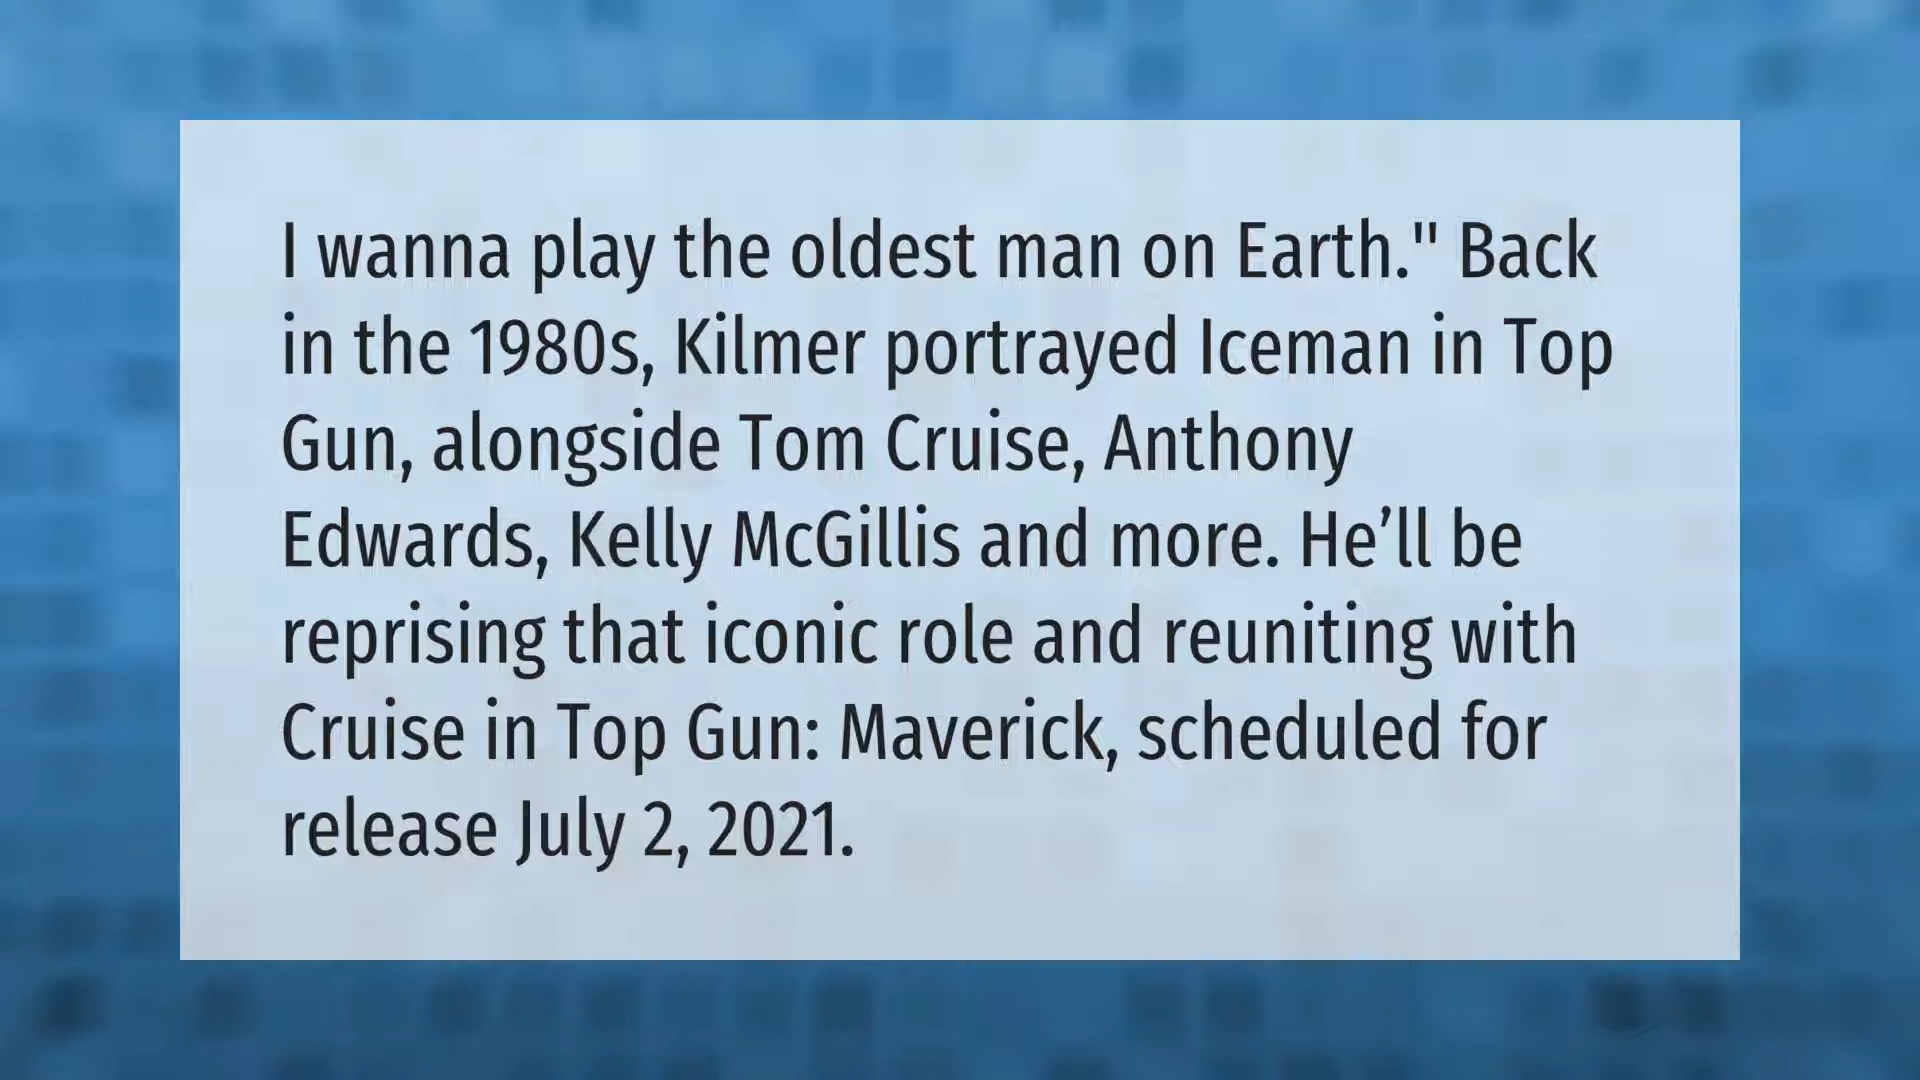 I wanna play the oldest man on Earth." Back
in the 1980s, Kilmer portrayed Iceman in Top
Gun, alongside Tom Cruise, Anthony
Edwards, Kelly McGillis and more. He’ll be
reprising that iconic role and reuniting with
Cruise in Top Gun: Maverick, scheduled for
release July 2, 2021.